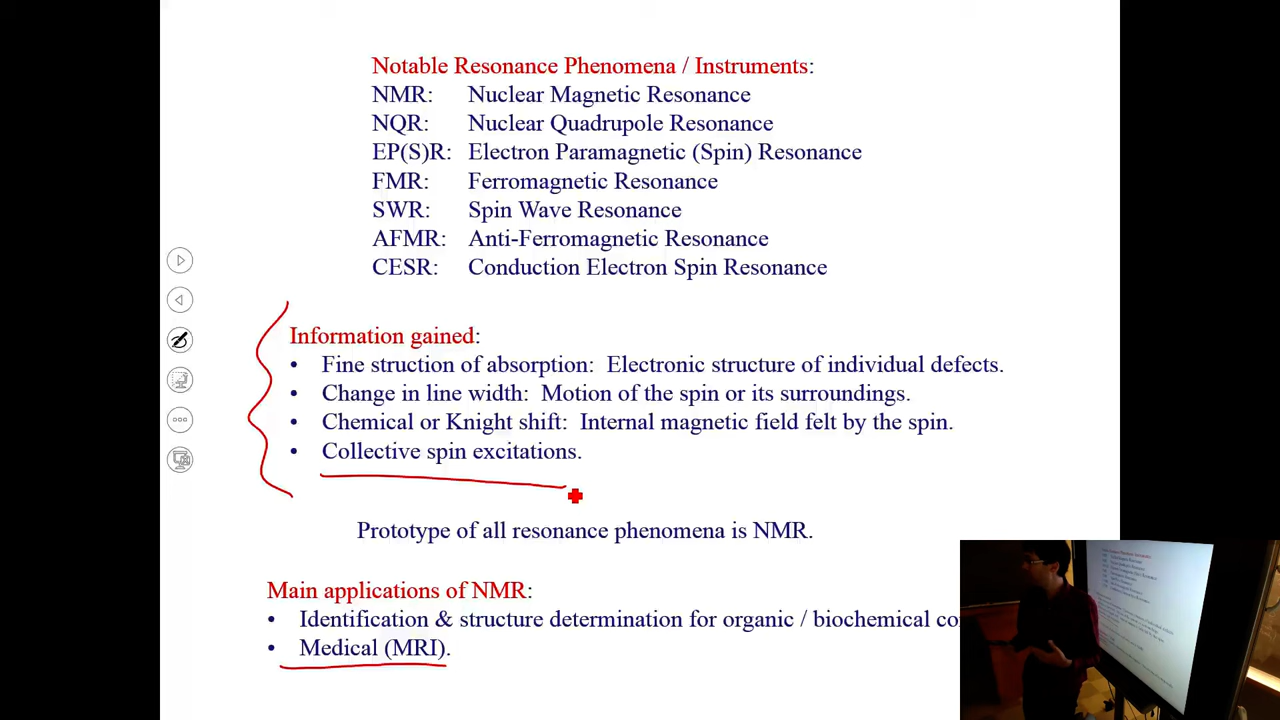 Notable Resonance Phenomena / Instruments:
NMR: Nuclear Magnetic Resonance
NQR: Nuclear Quadrupole Resonance
EP(S)R: Electron Paramagnetic (Spin) Resonance
FMR: Ferromagnetic Resonance
SWR: Spin Wave Resonance
AFMR: Anti-Ferromagnetic Resonance
CESR: Conduction Electron Spin Resonance
Information gained:
• Fine struction of absorption: Electronic structure of individual defects.
• Change in line width: Motion of the spin or its surroundings.
• Chemical or Knight shift: Internal magnetic field felt by the spin.
• Collective spin excitations.
Prototype of all resonance phenomena is NMR.
Main applications of NMR:
• Identification & structure determination for organic / biochemical
• Medical (MRI).